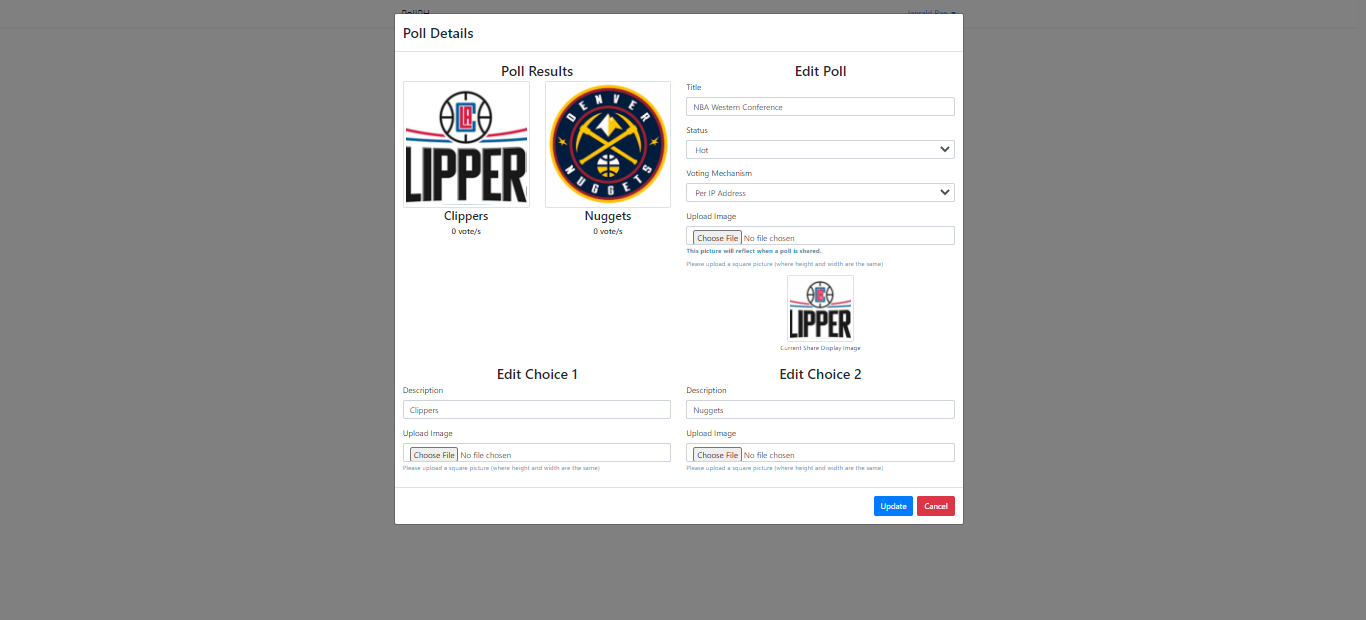 Poll Details
Poll Results
LAC
LIPPER
Clippers
0 vote/s
DENVER
NUGGETS
Nuggets
0 vote/s
Edit Poll
Title
NBA Western Conference
Status
Hot
Voting Mechanism
Per IP Address
Upload Image
Choose File No file chosen
This picture will reflect when a poll is shared.
Please upload a square picture (where height and width are the same)
LIPPER
Current Share Display Image
Edit Choice 1
Description
Clippers
Upload Image
Choose File No file chosen
Please upload a square picture (where height and width are the same)
Edit Choice 2
Description
Nuggets
Upload Image
Choose File No file chosen
Please upload a square picture (where height and width are the same)
Update Cancel